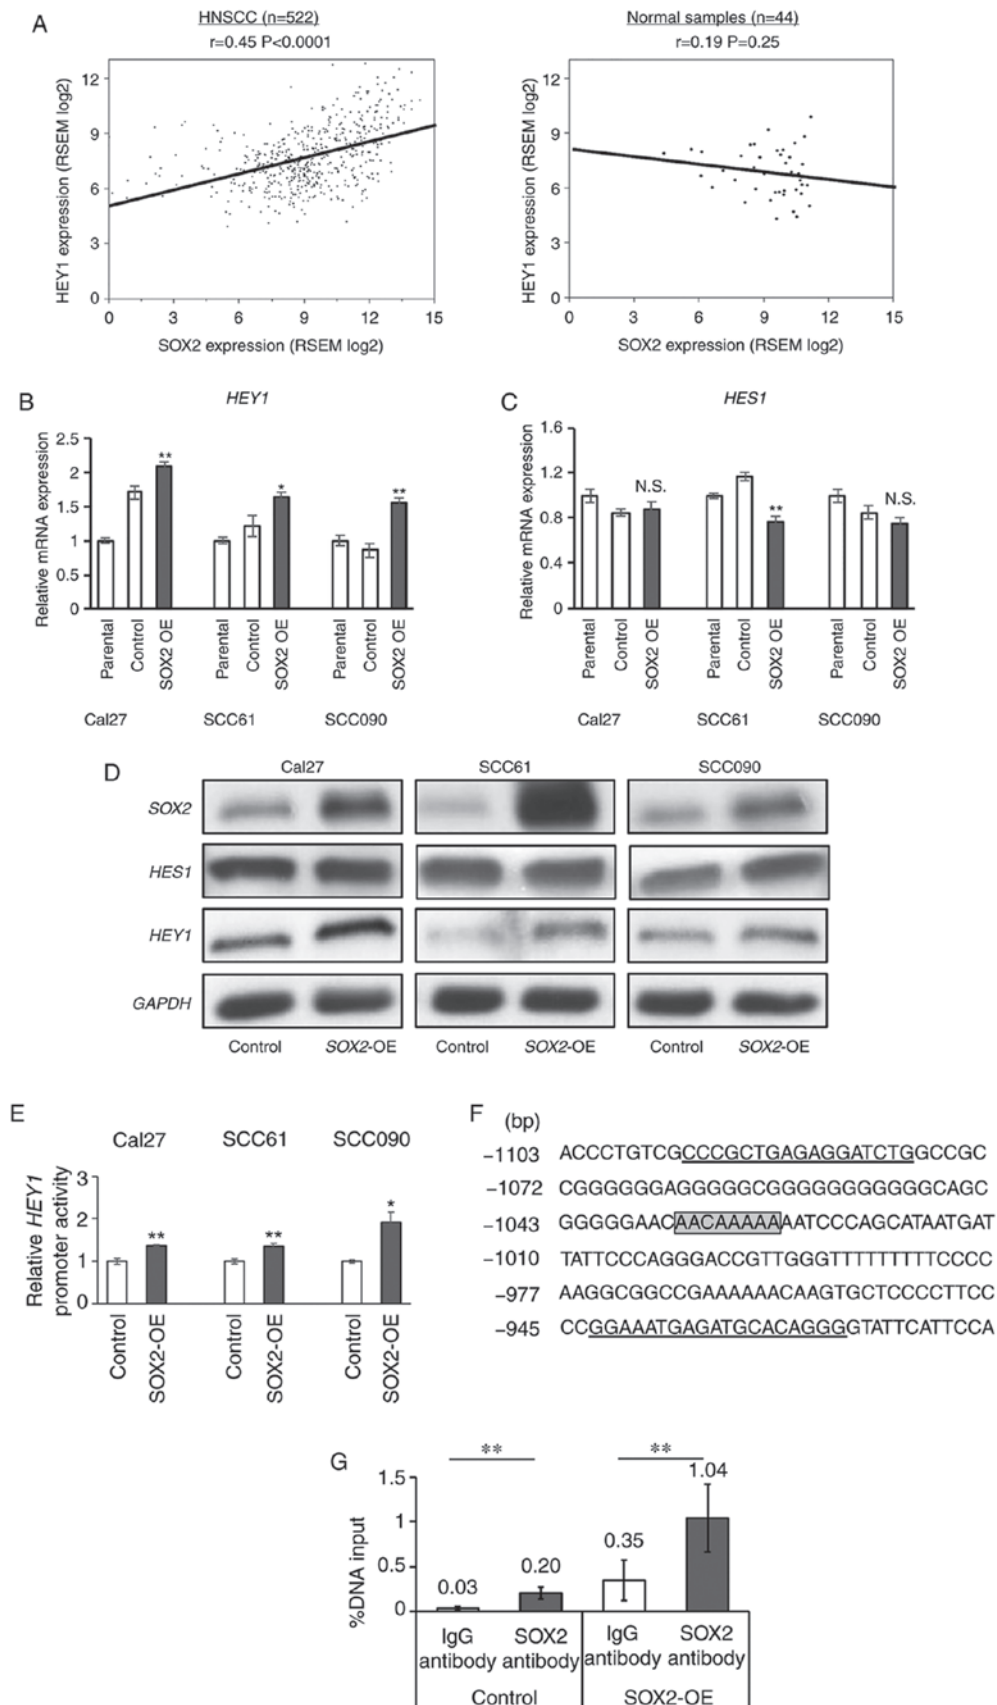 A
HNSCC (n=522)
r=0.45 P<0.0001
HEY1 expression (RSEM log2)
12
9
6
3
0
0 3 6 9 12 15
SOX2 expression (RSEM log2)
Normal samples (n=44)
r=0.19 P=0.25
HEY1 expression (RSEM log2)
12
9
6
3
0
0 3 6 9 12 15
SOX2 expression (RSEM log2)
B
HEY1
Relative mRNA expression
2.5
2
1.5
1
0.5
0
** * **
Parental Control SOX2 OE Parental Control SOX2 OE Parental Control SOX2 OE
Cal27 SCC61 SCC090
C
HES1
Relative mRNA expression
1.6
1.2
0.8
0.4
0
N.S. ** N.S.
Parental Control SOX2 OE Parental Control SOX2 OE Parental Control SOX2 OE
Cal27 SCC61 SCC090
D
Cal27 SCC61 SCC090
SOX2
HES1
HEY1
GAPDH
Control SOX2-OE Control SOX2-OE Control SOX2-OE
E
Cal27 SCC61 SCC090
Relative HEY1
promoter activity
3
2
1
0
** ** *
Control SOX2-OE Control SOX2-OE Control SOX2-OE
F (bp)
−1103 ACCCTGTCGCCCGCTGAGAGGATCTGGCCGC
−1072 CGGGGGGAGGGGGCGGGGGGGGGGGCAGC
−1043 GGGGGAACAACAAAAAAATCCCAGCATAATGAT
−1010 TATTCCCAGGGACCGTTGGGTTTTTTTTTCCCC
−977 AAGGCGGCCGAAAAAACAAGTGCTCCCCTTCC
−945 CCGGAAATGAGATGCACAGGGGTATTCATTCCA
G
** **
%DNA input
1.5
1
0.5
0
0.03 0.20 0.35 1.04
IgG SOX2 IgG SOX2
antibody antibody antibody antibody
Control SOX2-OE